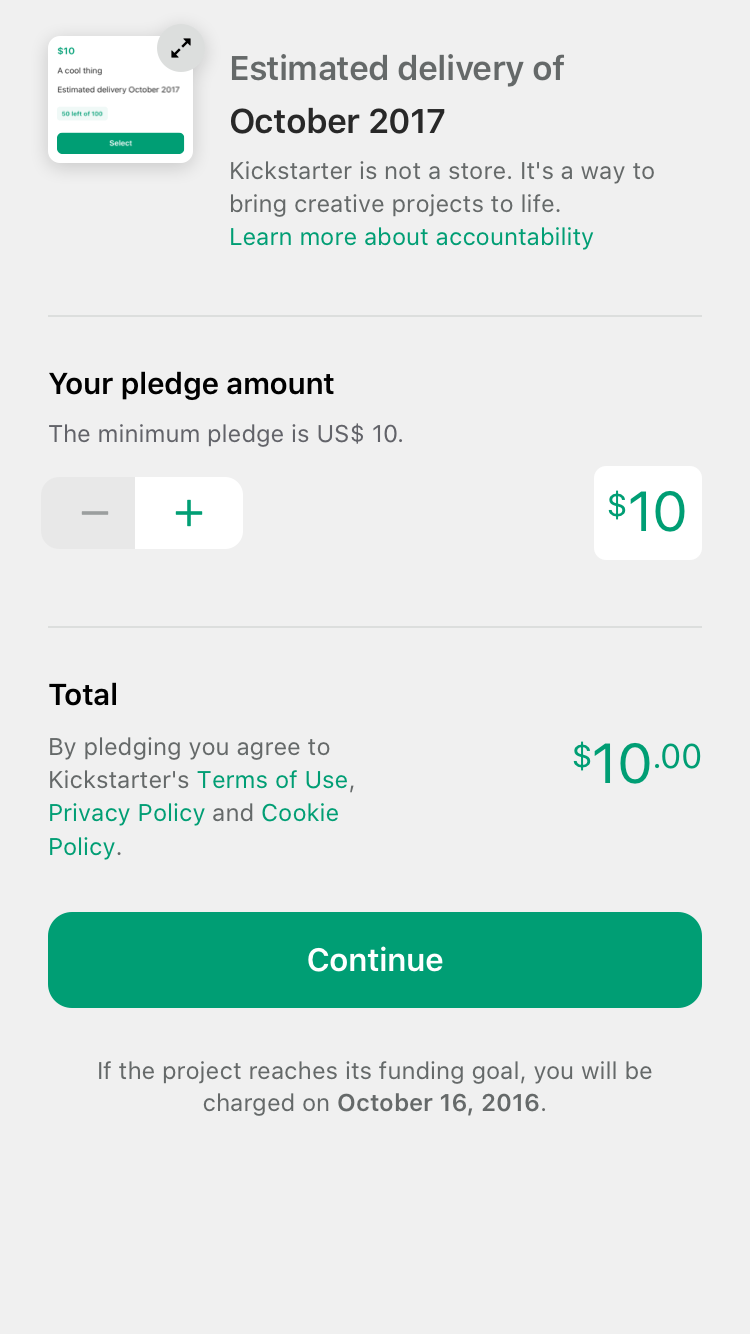 $10
A cool thing
Estimated delivery October 2017
50 left of 100
Select
Estimated delivery of
October 2017
Kickstarter is not a store. It's a way to
bring creative projects to life.
Learn more about accountability
Your pledge amount
The minimum pledge is US$ 10.
$10
Total
By pledging you agree to
Kickstarter's Terms of Use,
Privacy Policy and Cookie
Policy.
$10.00
Continue
If the project reaches its funding goal, you will be
charged on October 16, 2016.